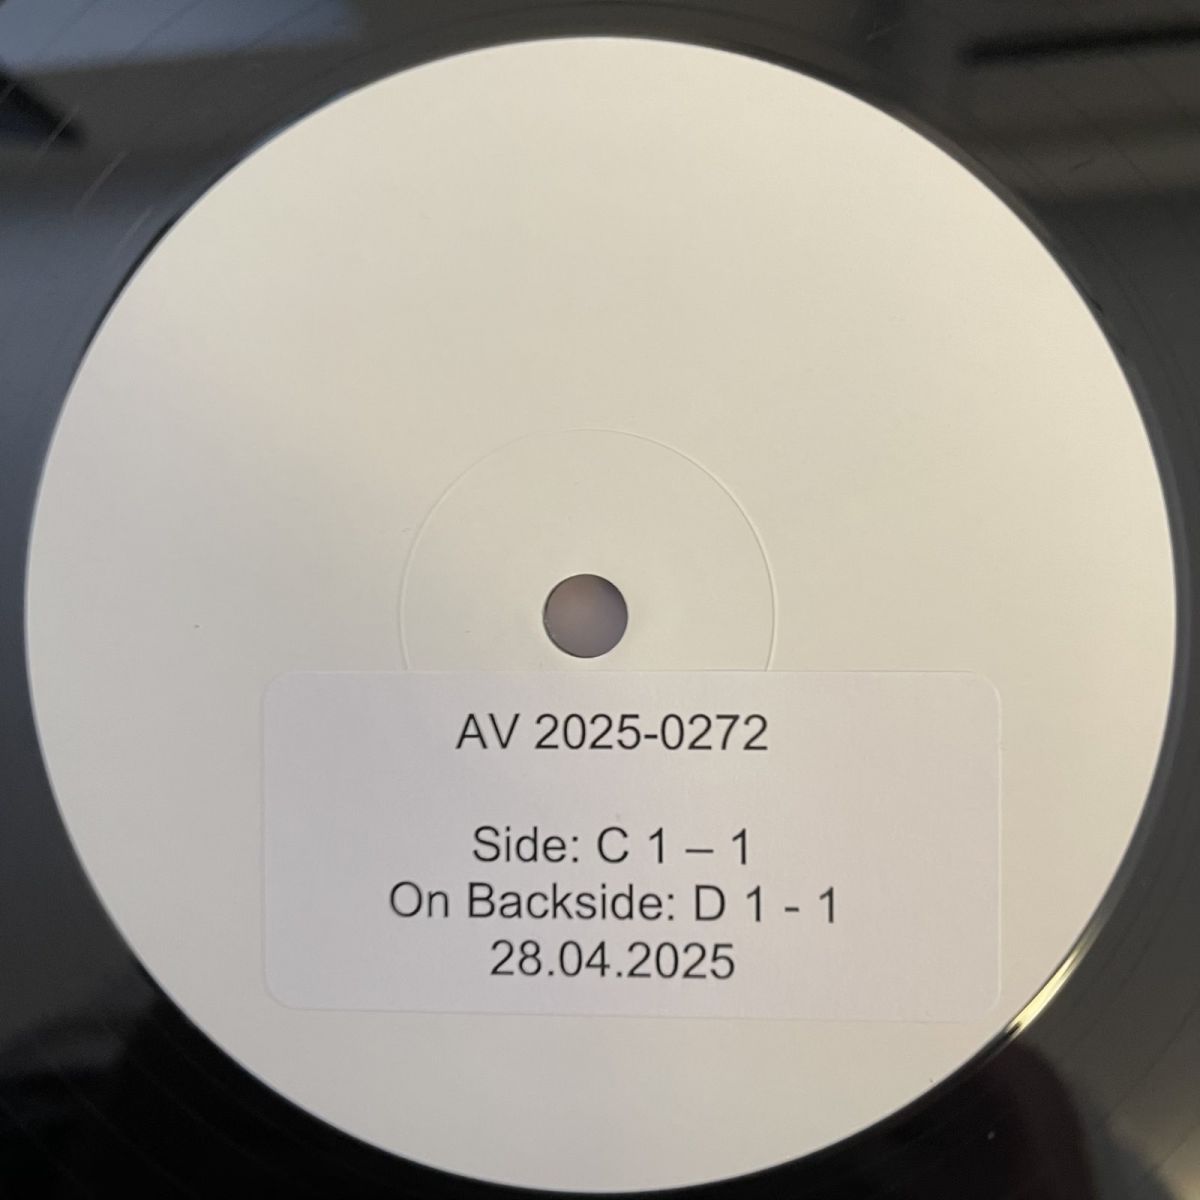 AV 2025-0272
Side: C 1 – 1
On Backside: D 1 - 1
28.04.2025